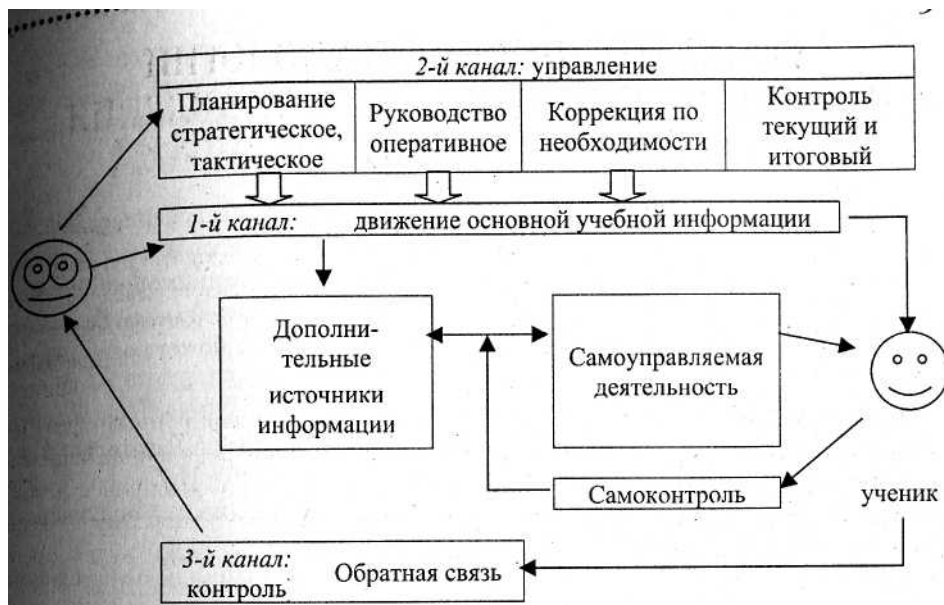 2-й канал: управление
Планирование
стратегическое,
тактическое
Руководство
оперативное
Коррекция по
необходимости
Контроль
текущий и
итоговый
1-й канал: движение основной учебной информации
Дополни-
тельные
источники
информации
Самоуправляемая
деятельность
Самоконтроль
ученик
3-й канал:
контроль
Обратная связь